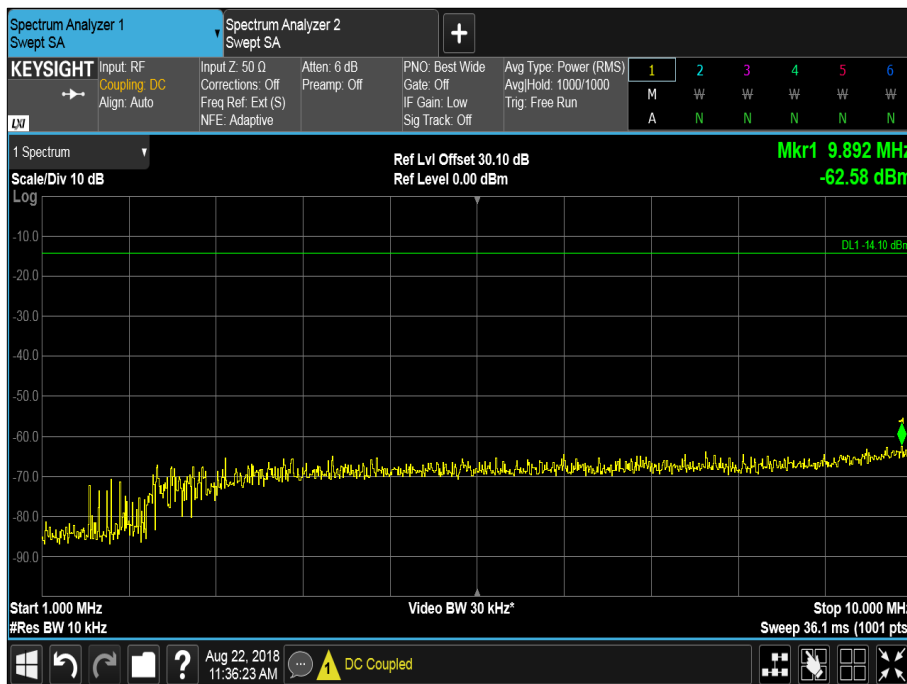 Spectrum Analyzer 1
Swept SA
Spectrum Analyzer 2
Swept SA
+
KEYSIGHT
LXI
Input: RF
Coupling: DC
Align: Auto
Input Z: 50 Ω
Corrections: Off
Freq Ref: Ext (S)
NFE: Adaptive
Atten: 6 dB
Preamp: Off
PNO: Best Wide
Gate: Off
IF Gain: Low
Sig Track: Off
Avg Type: Power (RMS)
Avg|Hold: 1000/1000
Trig: Free Run
1 2 3 4 5 6
M W W W W W
A N N N N N
1 Spectrum
Scale/Div 10 dB
Log
Ref Lvl Offset 30.10 dB
Ref Level 0.00 dBm
Mkr1 9.892 MHz
-62.58 dBm
DL1 -14.10 dBm
-10.0
-20.0
-30.0
-40.0
-50.0
-60.0
-70.0
-80.0
-90.0
1
Start 1.000 MHz
#Res BW 10 kHz
Video BW 30 kHz*
Stop 10.000 MHz
Sweep 36.1 ms (1001 pts
?
Aug 22, 2018
11:36:23 AM
1
DC Coupled